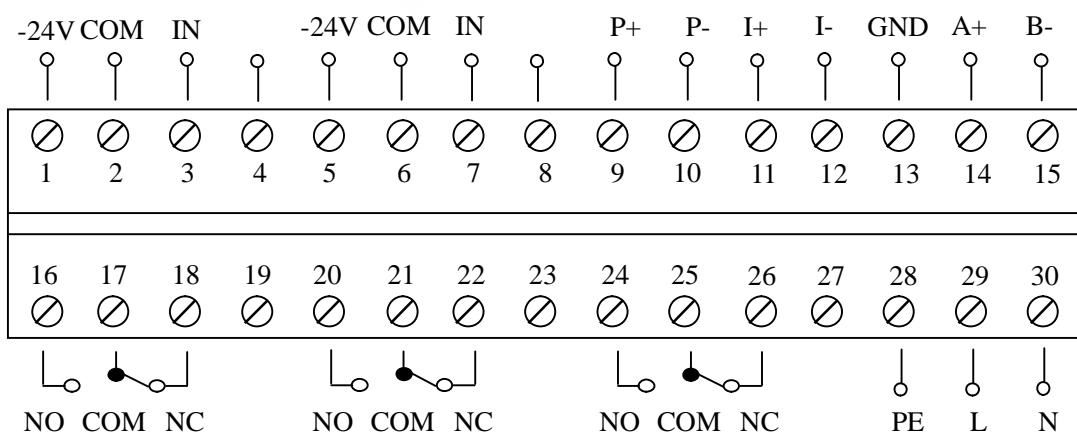 -24V COM IN -24V COM IN P+ P- I+ I- GND A+ B-
1 2 3 4 5 6 7 8 9 10 11 12 13 14 15
16 17 18 19 20 21 22 23 24 25 26 27 28 29 30
NO COM NC NO COM NC NO COM NC PE L N